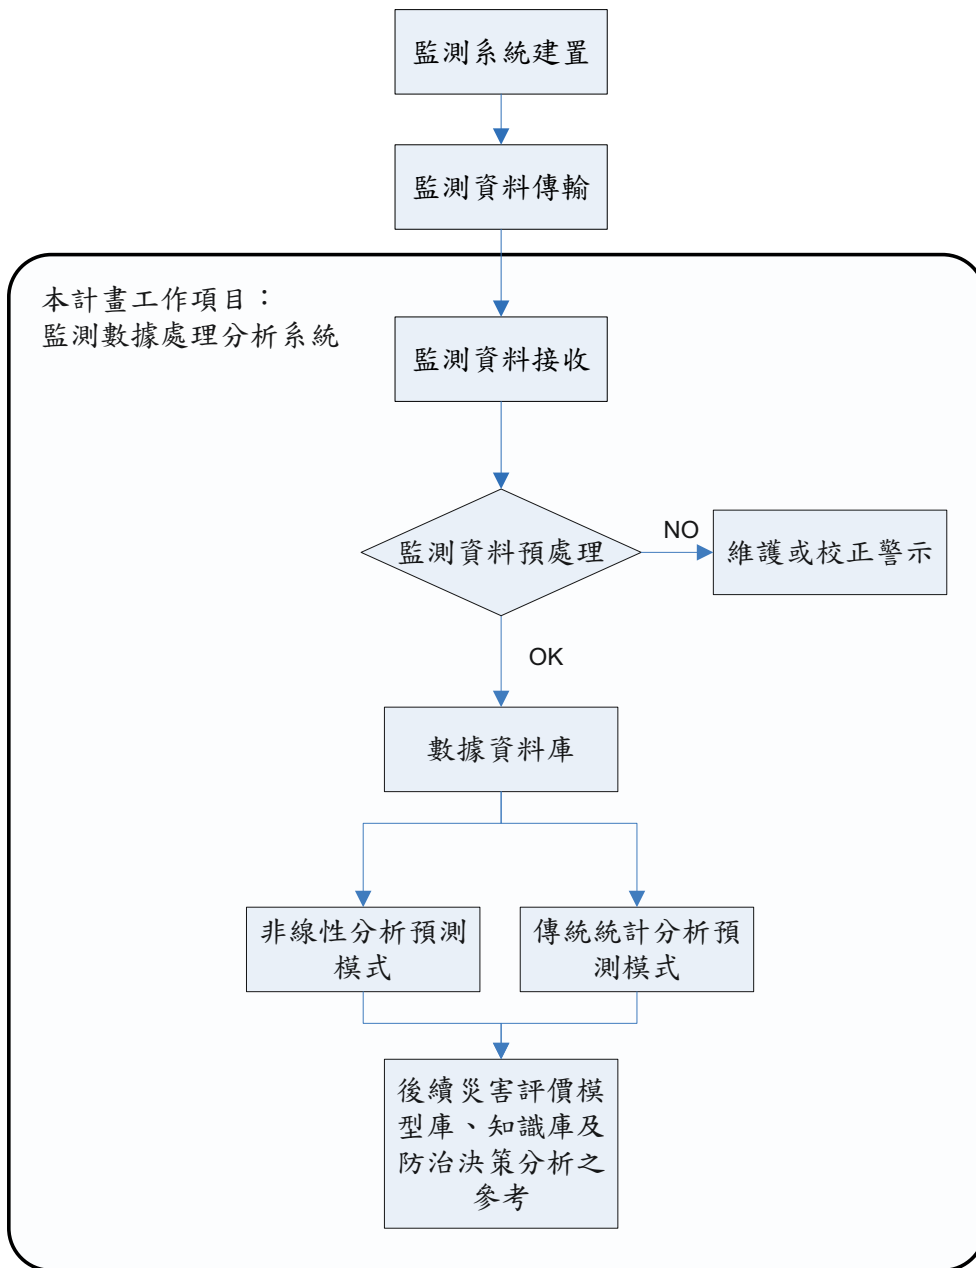 監測系統建置
監測資料傳輸
本計畫工作項目：
監測數據處理分析系統
監測資料接收
監測資料預處理
NO
維護或校正警示
OK
數據資料庫
非線性分析預測
模式
傳統統計分析預
測模式
後續災害評價模
型庫、知識庫及
防治決策分析之
參考